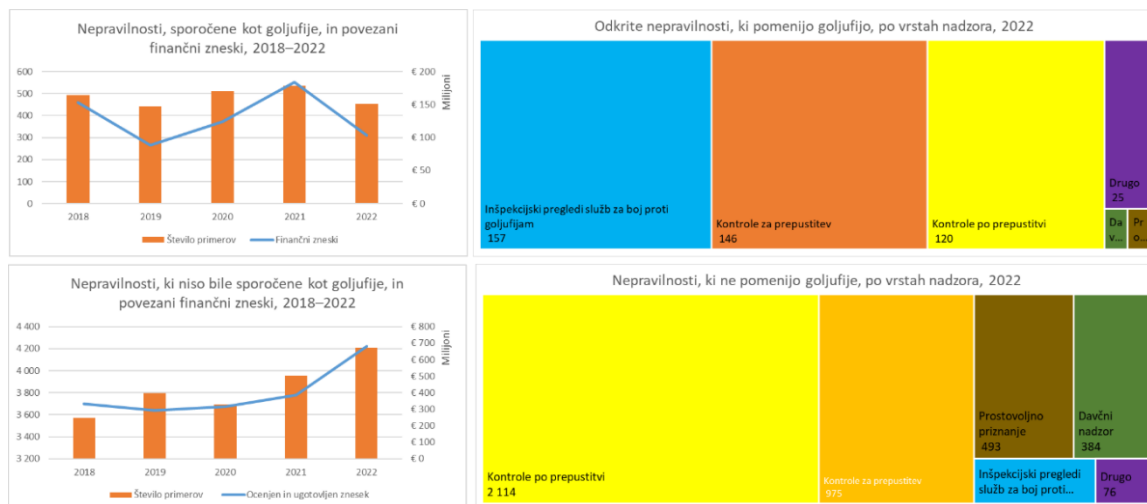 Nepravilnosti, sporočene kot goljufije, in povezani
finančni zneski, 2018–2022
600
500
400
300
200
100
0
€ 200
€ 150
€ 100
€ 50
€ 0
Milijoni
2018
2019
2020
2021
2022
Število primerov
Finančni zneski
Odkrite nepravilnosti, ki pomenijo goljufijo, po vrstah nadzora, 2022
Inšpekcijski pregledi služb za boj proti
goljufijam
157
Kontrole za prepustitev
146
Kontrole po prepustitvi
120
Drugo
25
Da
v...
Pr
o...
Nepravilnosti, ki niso bile sporočene kot goljufije, in
povezani finančni zneski, 2018–2022
4 400
4 200
4 000
3 800
3 600
3 400
3 200
€ 800
€ 700
€ 600
€ 500
€ 400
€ 300
€ 200
€ 100
€ 0
Milijoni
2018
2019
2020
2021
2022
Število primerov
Ocenjen in ugotovljen znesek
Nepravilnosti, ki ne pomenijo goljufije, po vrstah nadzora, 2022
Kontrole po prepustitvi
2 114
Kontrole za prepustitev
975
Prostovoljno
priznanje
493
Davčni
nadzor
384
Inšpekcijski pregledi
služb za boj proti...
Drugo
76